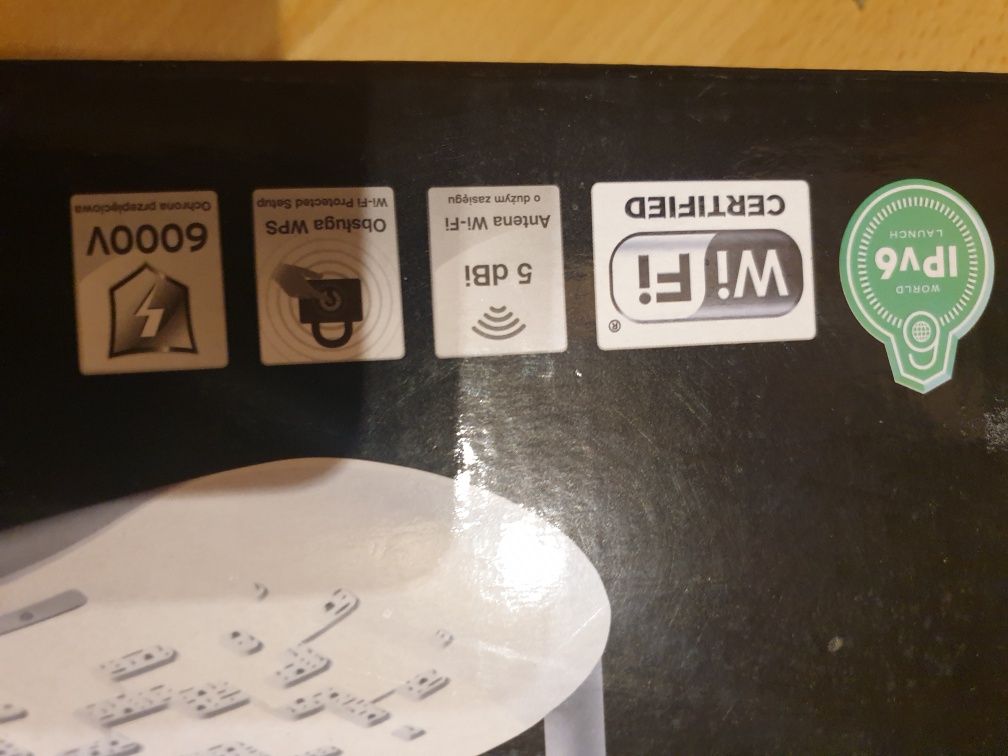 WORLD
IPv6
LAUNCH
Wi Fi®
CERTIFIED
5 dBi
Antena Wi-Fi
o dużym zasięgu
Obsługa WPS
Wi-Fi Protected Setup
6000V
Ochrona przepięciowa